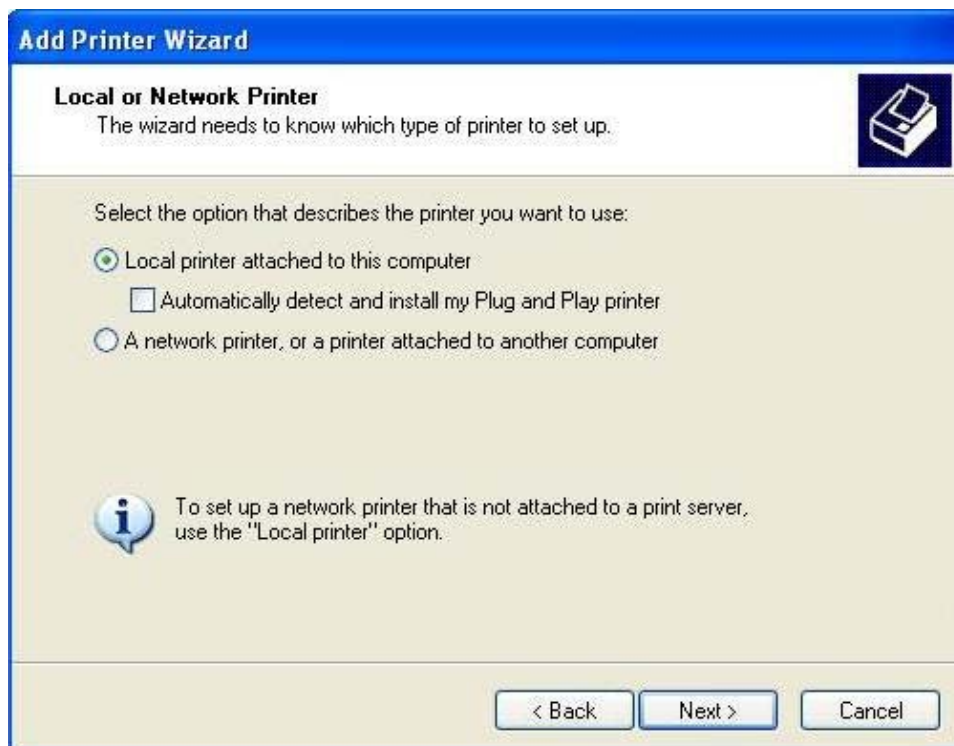 Add Printer Wizard
Local or Network Printer
The wizard needs to know which type of printer to set up.
Select the option that describes the printer you want to use:
Local printer attached to this computer
Automatically detect and install my Plug and Play printer
A network printer, or a printer attached to another computer
To set up a network printer that is not attached to a print server,
use the "Local printer" option.
< Back Next > Cancel